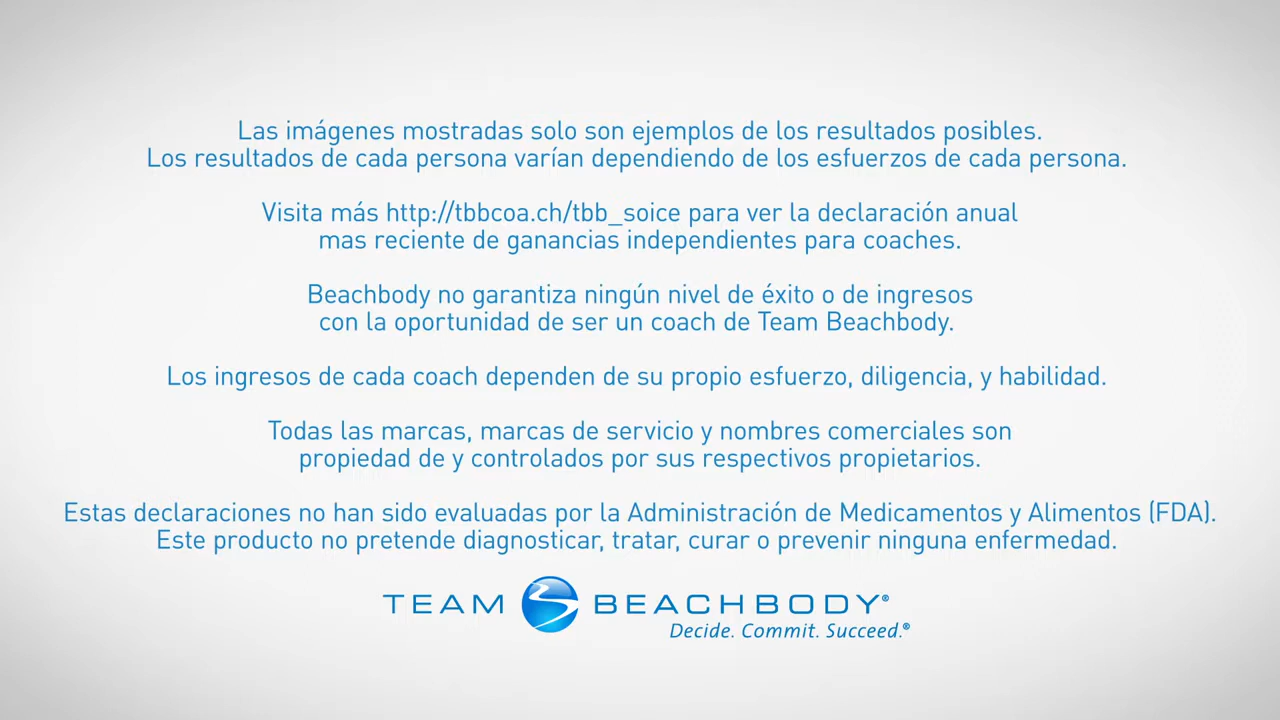 Las imágenes mostradas solo son ejemplos de los resultados posibles.
Los resultados de cada persona varían dependiendo de los esfuerzos de cada persona.
Visita más http://tbbcoa.ch/tbb_soice para ver la declaración anual
mas reciente de ganancias independientes para coaches.
Beachbody no garantiza ningún nivel de éxito o de ingresos
con la oportunidad de ser un coach de Team Beachbody.
Los ingresos de cada coach dependen de su propio esfuerzo, diligencia, y habilidad.
Todas las marcas, marcas de servicio y nombres comerciales son
propiedad de y controlados por sus respectivos propietarios.
Estas declaraciones no han sido evaluadas por la Administración de Medicamentos y Alimentos (FDA).
Este producto no pretende diagnosticar, tratar, curar o prevenir ninguna enfermedad.
TEAM BEACHBODY®
Decide. Commit. Succeed.®